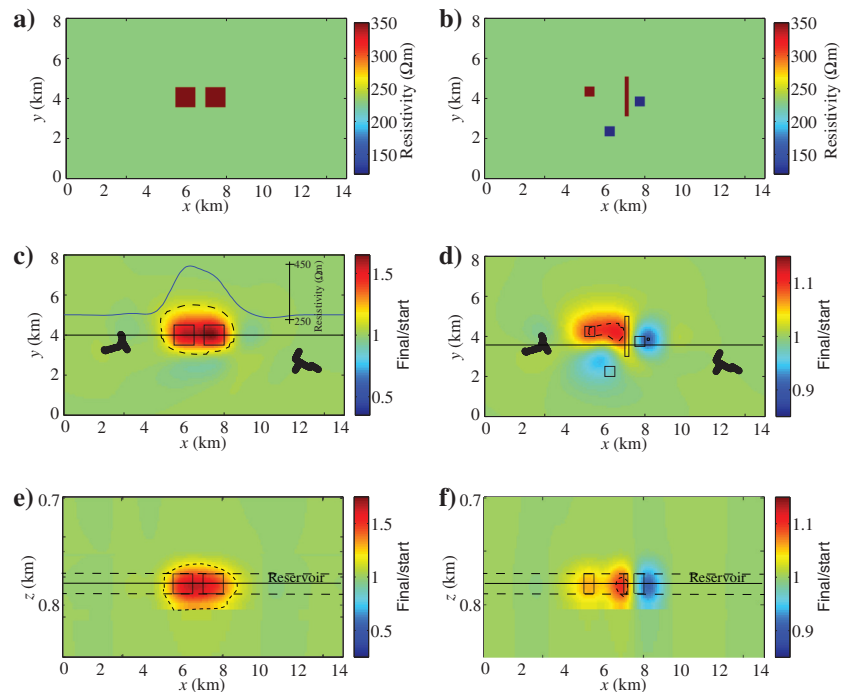 a)
8
6
4
2
0
y (km)
0 2 4 6 8 10 12 14
x (km)
350
300
250
200
150
Resistivity (Ωm)
b)
8
6
4
2
0
y (km)
0 2 4 6 8 10 12 14
x (km)
350
300
250
200
150
Resistivity (Ωm)
c)
8
6
4
2
0
y (km)
450
250
Resistivity (Ωm)
0 2 4 6 8 10 12 14
x (km)
1.5
1
0.5
Final/start
d)
8
6
4
2
0
y (km)
0 2 4 6 8 10 12 14
x (km)
1.1
1
0.9
Final/start
e)
0.7
0.8
z (km)
Reservoir
0 2 4 6 8 10 12 14
x (km)
1.5
1
0.5
Final/start
f)
0.7
0.8
z (km)
Reservoir
0 2 4 6 8 10 12 14
x (km)
1.1
1
0.9
Final/start